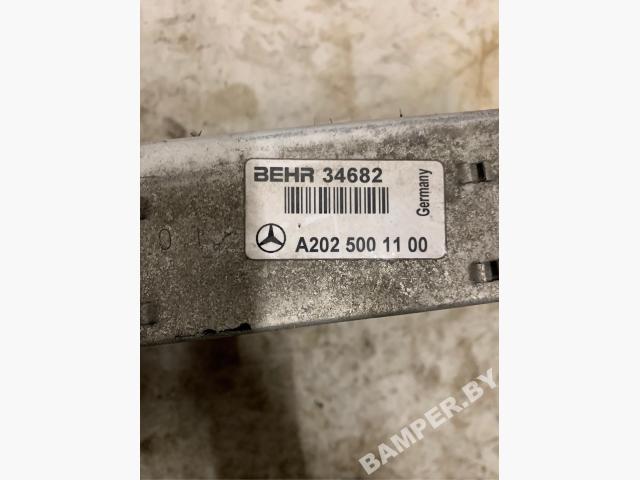 BEHR 34682
Germany
A202 500 11 00
BAMPER.BY